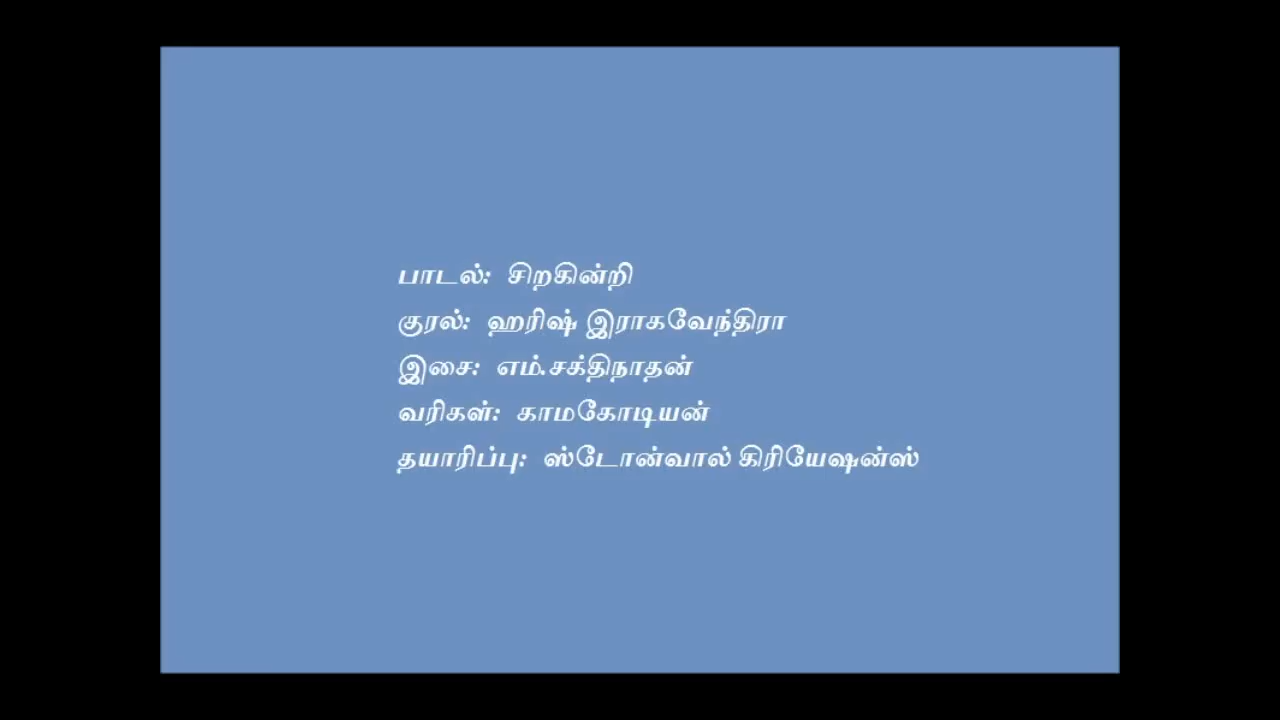 பாடல்: சிறகின்றி
குரல்: ஹரிஷ் இராகவேந்திரா
இசை: எம்.சக்திநாதன்
வரிகள்: காமகோடியன்
தயாரிப்பு: ஸ்டோன்வால் கிரியேஷன்ஸ்